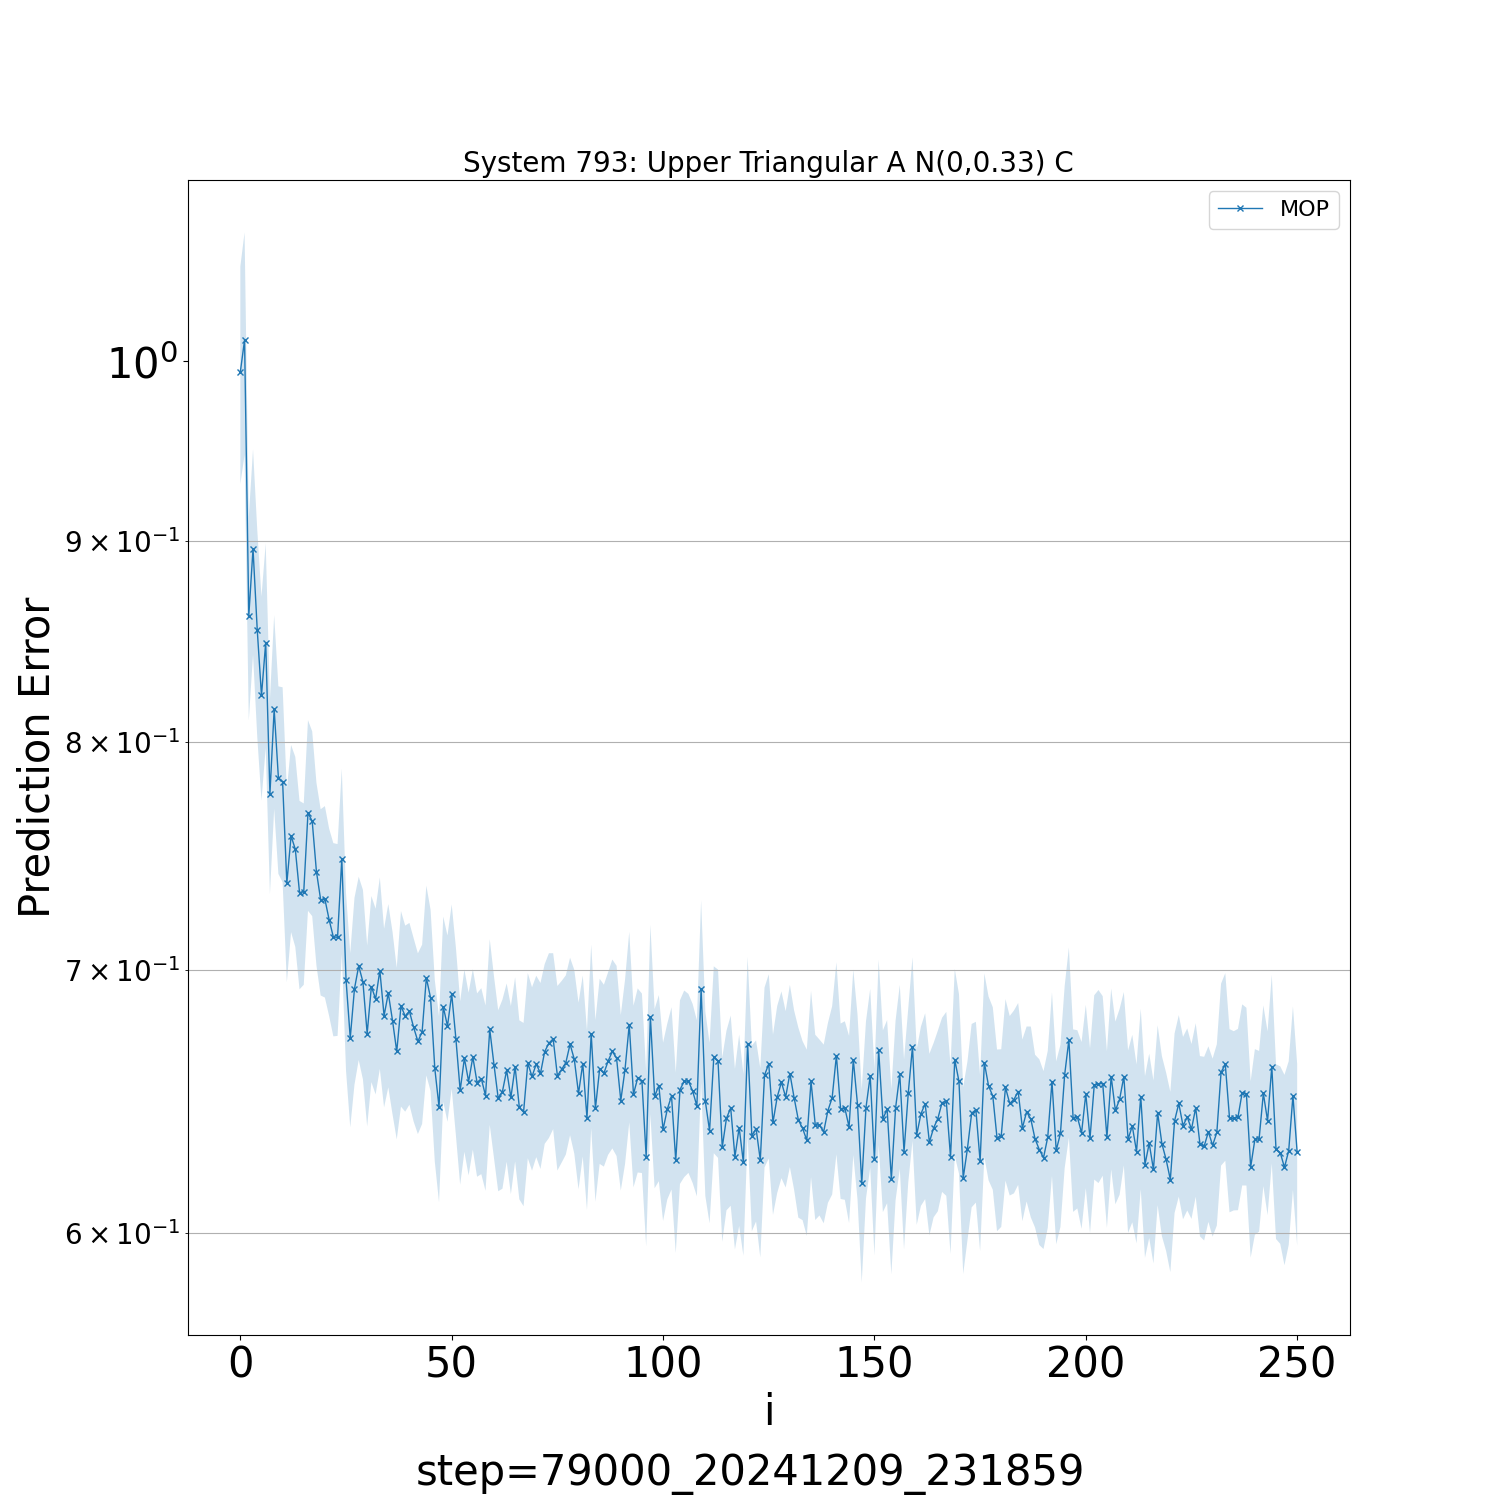 System 793: Upper Triangular A N(0,0.33) C
MOP
10⁰
9 × 10⁻¹
8 × 10⁻¹
7 × 10⁻¹
6 × 10⁻¹
Prediction Error
0 50 100 150 200 250
i
step=79000_20241209_231859